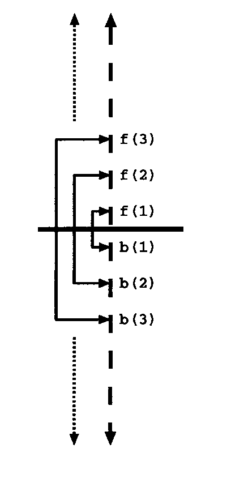 f(3)
f(2)
f(1)
b(1)
b(2)
b(3)